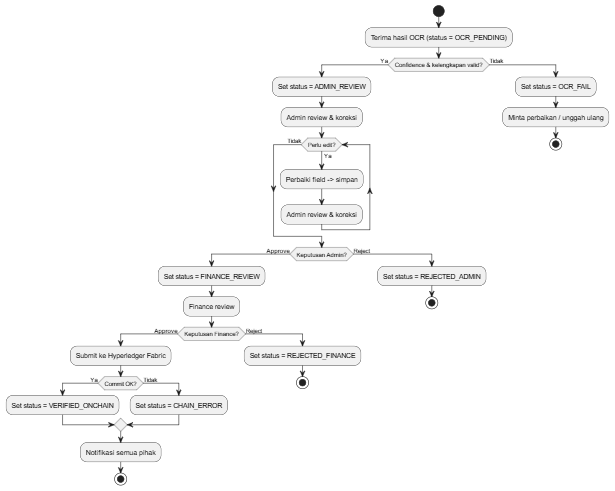 Terima hasil OCR (status = OCR_PENDING)
Ya
Confidence & kelengkapan valid?
Tidak
Set status = ADMIN_REVIEW
Set status = OCR_FAIL
Admin review & koreksi
Minta perbaikan / unggah ulang
Tidak
Perlu edit?
Ya
Perbaiki field -> simpan
Admin review & koreksi
Approve
Keputusan Admin?
Reject
Set status = FINANCE_REVIEW
Set status = REJECTED_ADMIN
Finance review
Approve
Keputusan Finance?
Reject
Submit ke Hyperledger Fabric
Set status = REJECTED_FINANCE
Ya
Commit OK?
Tidak
Set status = VERIFIED_ONCHAIN
Set status = CHAIN_ERROR
Notifikasi semua pihak